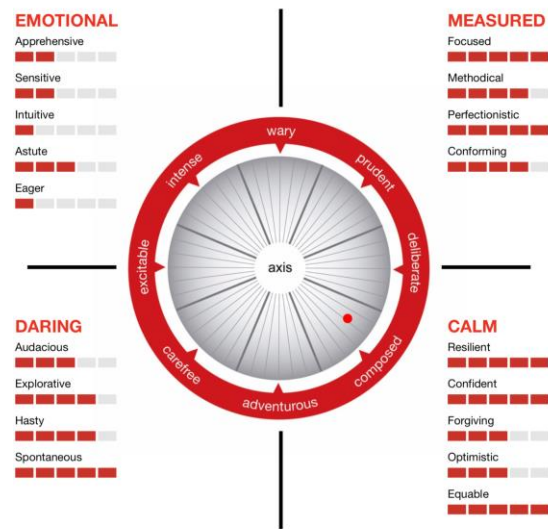 EMOTIONAL
Apprehensive
Sensitive
Intuitive
Astute
Eager
MEASURED
Focused
Methodical
Perfectionistic
Conforming
wary
prudent
deliberate
composed
adventurous
carefree
excitable
intense
axis
DARING
Audacious
Explorative
Hasty
Spontaneous
CALM
Resilient
Confident
Forgiving
Optimistic
Equable